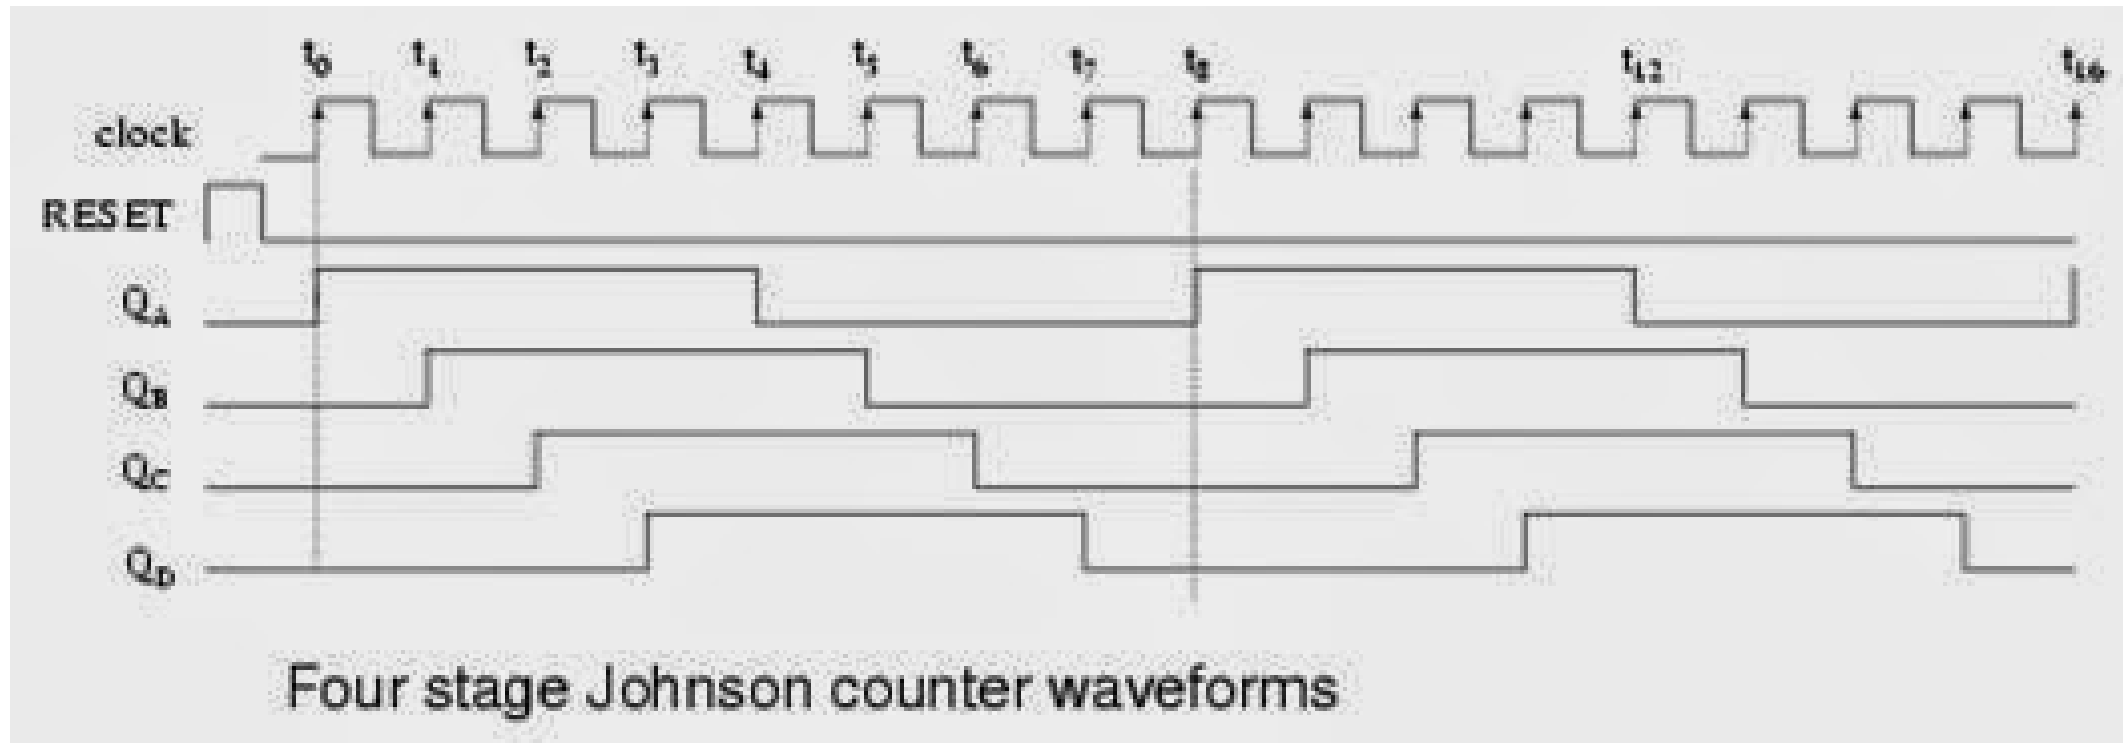 t0 t1 t2 t3 t4 t5 t6 t7 t8 t12 t16
clock
RESET
QA
QB
QC
QD
Four stage Johnson counter waveforms